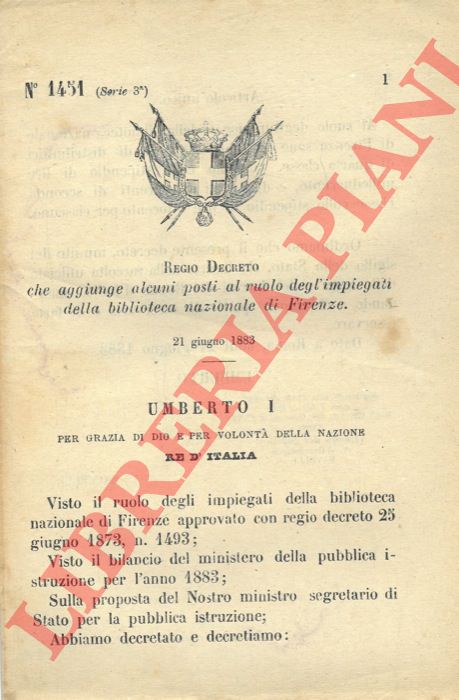 N° 1451 (Serie 3ª)
1
REGIO DECRETO
che aggiunge alcuni posti al ruolo degl'impiegati
della biblioteca nazionale di Firenze.
21 giugno 1883
UMBERTO I
PER GRAZIA DI DIO E PER VOLONTÀ DELLA NAZIONE
RE D'ITALIA
Visto il ruolo degli impiegati della biblioteca
nazionale di Firenze approvato con regio decreto 25
giugno 1873, n. 1493;
Visto il bilancio del ministero della pubblica i-
struzione per l'anno 1883;
Sulla proposta del Nostro ministro segretario di
Stato per la pubblica istruzione;
Abbiamo decretato e decretiamo:
LIBRERIA PIANI